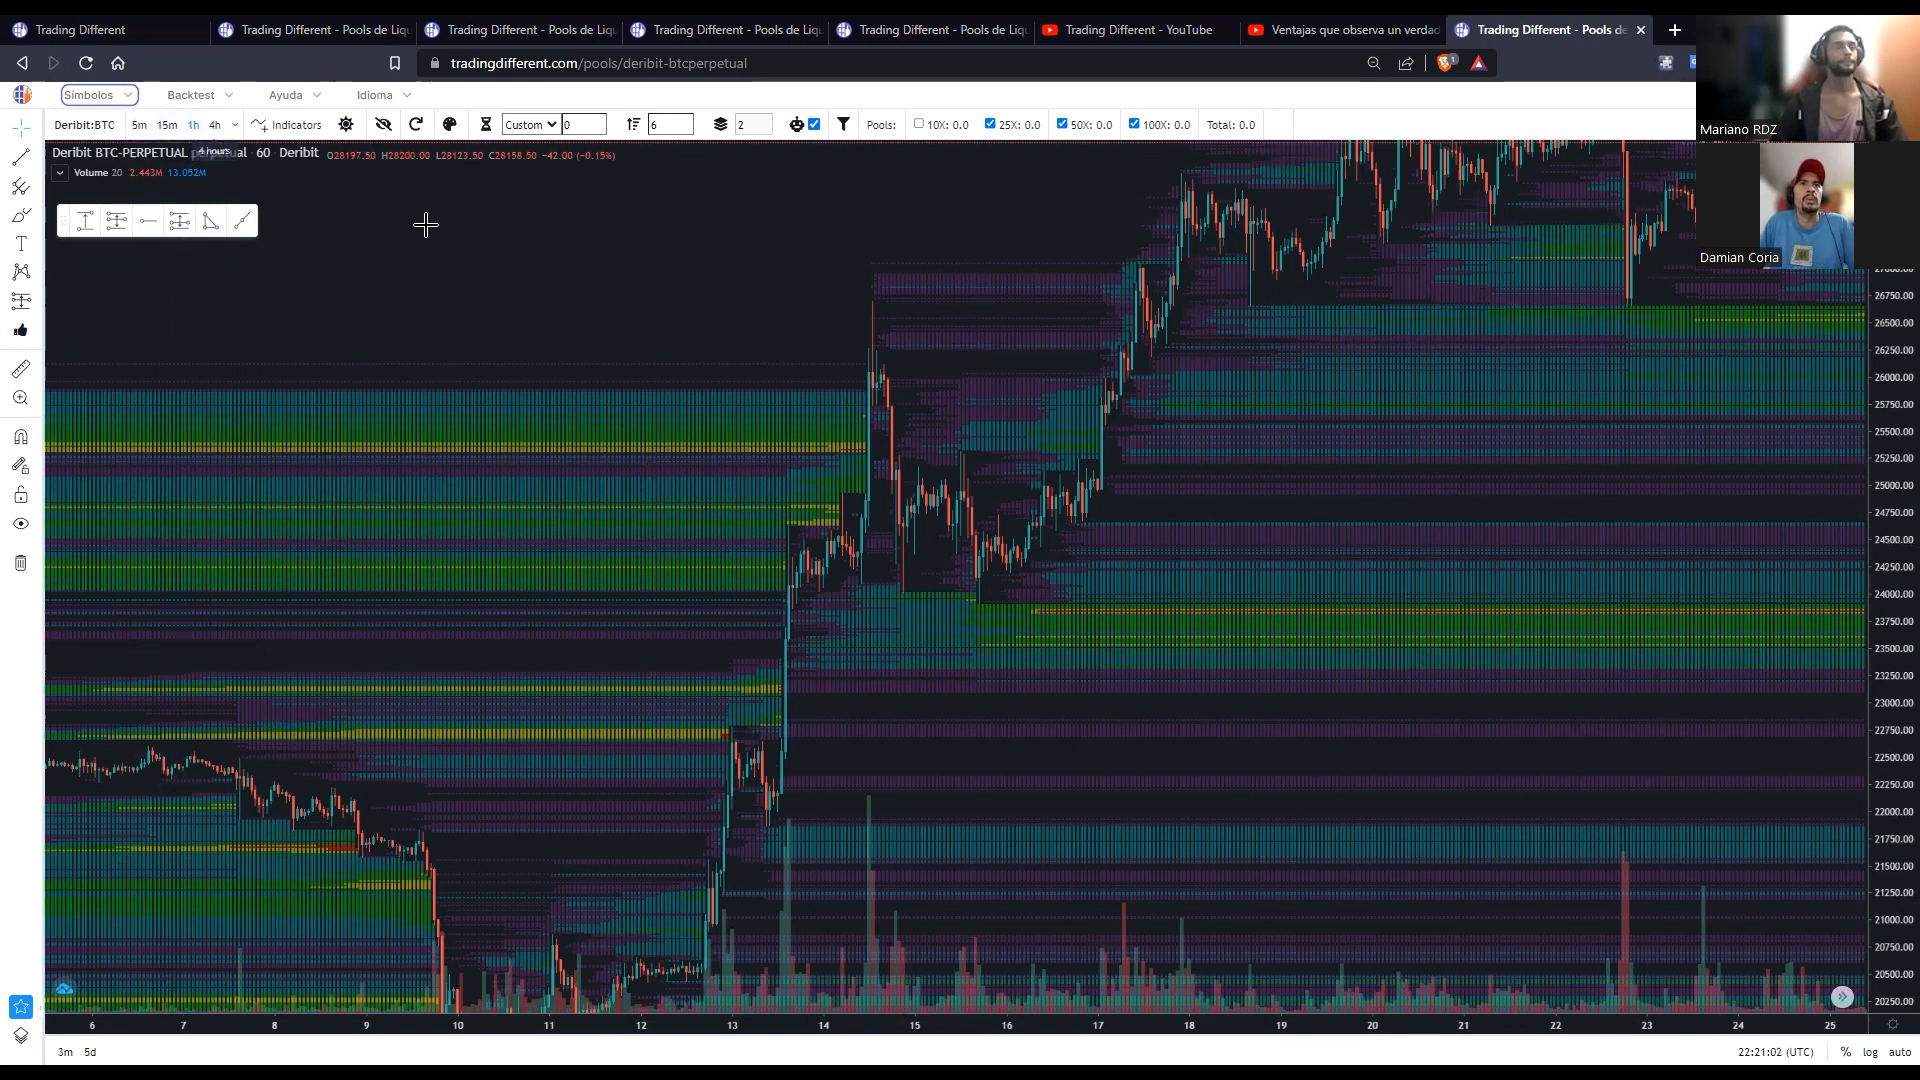 Trading Different
Trading Different - Pools de Liqu
Trading Different - Pools de Liqu
Trading Different - Pools de Liqu
Trading Different - Pools de Liqu
Trading Different - YouTube
Ventajas que observa un verdad
Trading Different - Pools de
tradingdifferent.com/pools/deribit-btcperpetual
Símbolos
Backtest
Ayuda
Idioma
Deribit:BTC
5m 15m 1h 4h
Indicators
Custom 0
6
2
Pools:
10X: 0.0
25X: 0.0
50X: 0.0
100X: 0.0
Total: 0.0
Mariano RDZ
Damian Coria
Deribit BTC-PERPETUAL 60 Deribit
4 hours
O28197.50 H28200.00 L28123.50 C28158.50 −42.00 (−0.15%)
Volume 20 2.443M 13.052M
26750.00
26500.00
26250.00
26000.00
25750.00
25500.00
25250.00
25000.00
24750.00
24500.00
24250.00
24000.00
23750.00
23500.00
23250.00
23000.00
22750.00
22500.00
22250.00
22000.00
21750.00
21500.00
21250.00
21000.00
20750.00
20500.00
20250.00
6 7 8 9 10 11 12 13 14 15 16 17 18 19 20 21 22 23 24 25
3m 5d
22:21:02 (UTC)
% log auto